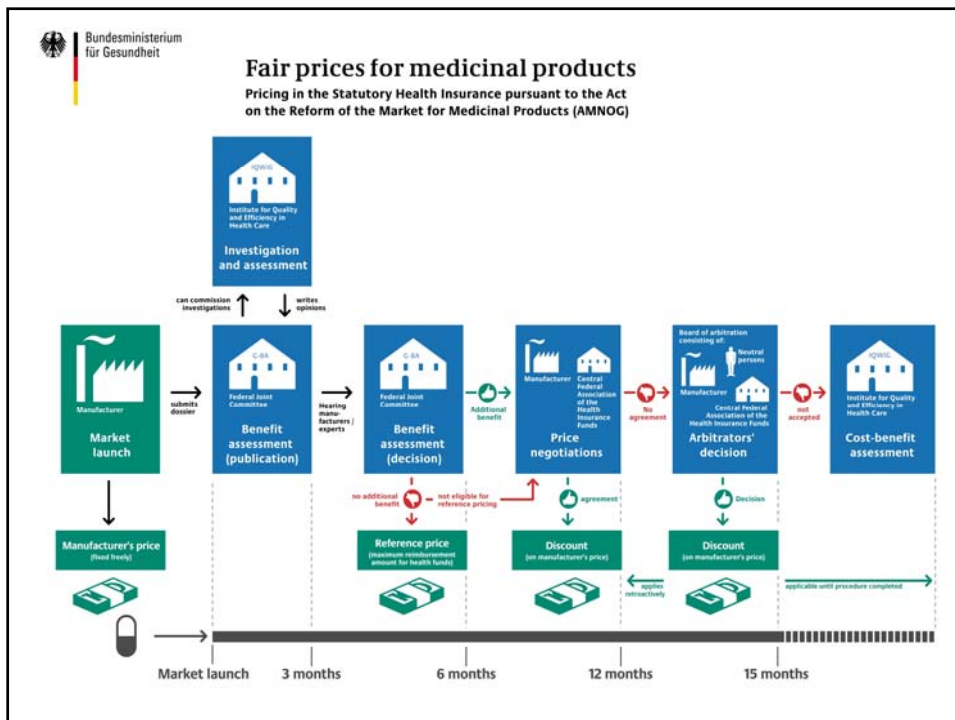 Bundesministerium
für Gesundheit
Fair prices for medicinal products
Pricing in the Statutory Health Insurance pursuant to the Act
on the Reform of the Market for Medicinal Products (AMNOG)
IQWIG
Institute for Quality
and Efficiency in
Health Care
Investigation
and assessment
can commission
investigations
writes
opinions
Manufacturer
Market
launch
submits
dossier
G-BA
Federal Joint
Committee
Benefit
assessment
(publication)
Hearing
manu-
facturers /
experts
G-BA
Federal Joint
Committee
Benefit
assessment
(decision)
Additional
benefit
Manufacturer
Central
Federal
Association
of the
Health
Insurance
Funds
Price
negotiations
No
agreement
Board of arbitration
consisting of:
Neutral
persons
Manufacturer
Central Federal
Association of the
Health Insurance Funds
Arbitrators'
decision
not
accepted
IQWIG
Institute for Quality
and Efficiency in
Health Care
Cost-benefit
assessment
no additional
benefit
not eligible for
reference pricing
agreement
Decision
Manufacturer's price
(fixed freely)
Reference price
(maximum reimbursement
amount for health funds)
Discount
(on manufacturer's price)
Discount
(on manufacturer's price)
applies
retroactively
applicable until procedure completed
Market launch
3 months
6 months
12 months
15 months